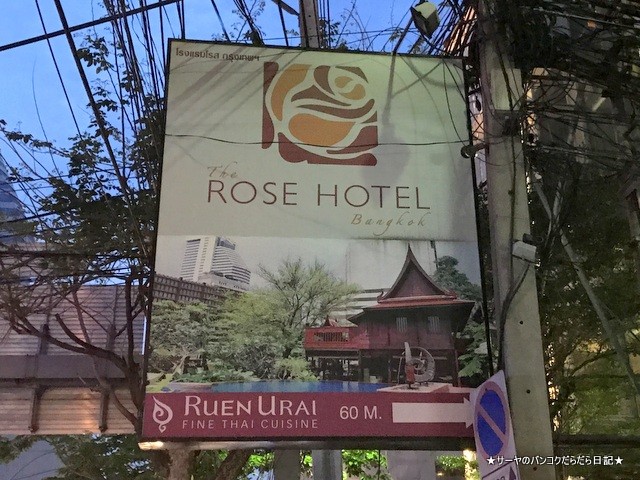 โรงแรมโรส กรุงเทพฯ
The
ROSE HOTEL
Bangkok
RUEN URAI 60 M.
FINE THAI CUISINE
★サーヤのバンコクだらだら日記★